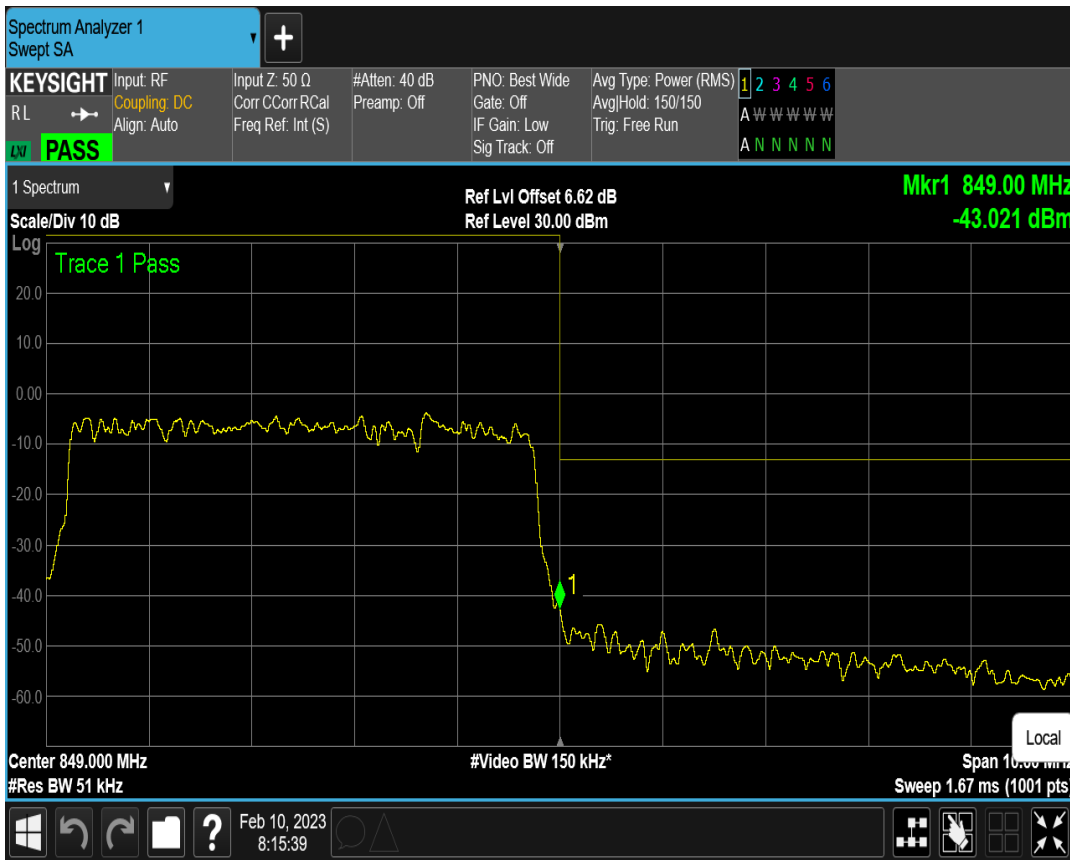 Spectrum Analyzer 1
Swept SA
+
KEYSIGHT
R L
LXI PASS
Input: RF
Coupling: DC
Align: Auto
Input Z: 50 Ω
Corr CCorr RCal
Freq Ref: Int (S)
#Atten: 40 dB
Preamp: Off
PNO: Best Wide
Gate: Off
IF Gain: Low
Sig Track: Off
Avg Type: Power (RMS)
Avg|Hold: 150/150
Trig: Free Run
1 2 3 4 5 6
A W W W W W
A N N N N N
1 Spectrum
Scale/Div 10 dB
Ref Lvl Offset 6.62 dB
Ref Level 30.00 dBm
Mkr1 849.00 MHz
-43.021 dBm
Log
Trace 1 Pass
20.0
10.0
0.00
-10.0
-20.0
-30.0
-40.0
-50.0
-60.0
1
Local
Center 849.000 MHz
#Video BW 150 kHz*
Span 10.00 MHz
#Res BW 51 kHz
Sweep 1.67 ms (1001 pts)
?
Feb 10, 2023
8:15:39